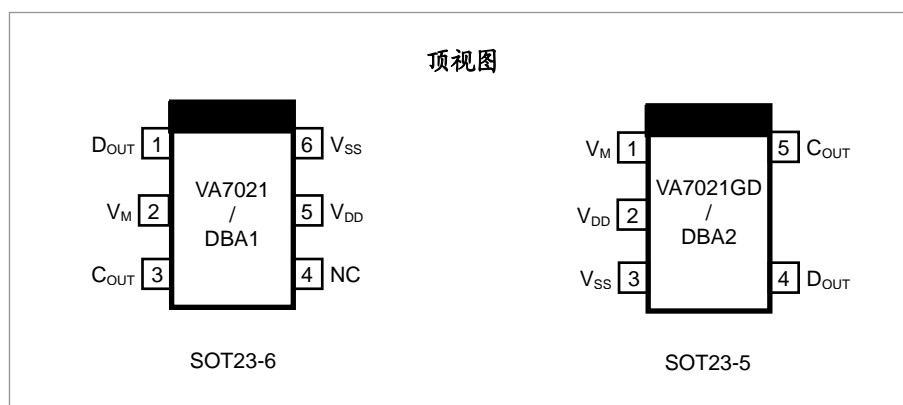 顶视图
DOUT 1 6 VSS
VM 2 5 VDD
COUT 3 4 NC
VA7021
/
DBA1
SOT23-6
VM 1 5 COUT
VDD 2
VSS 3 4 DOUT
VA7021GD
/
DBA2
SOT23-5